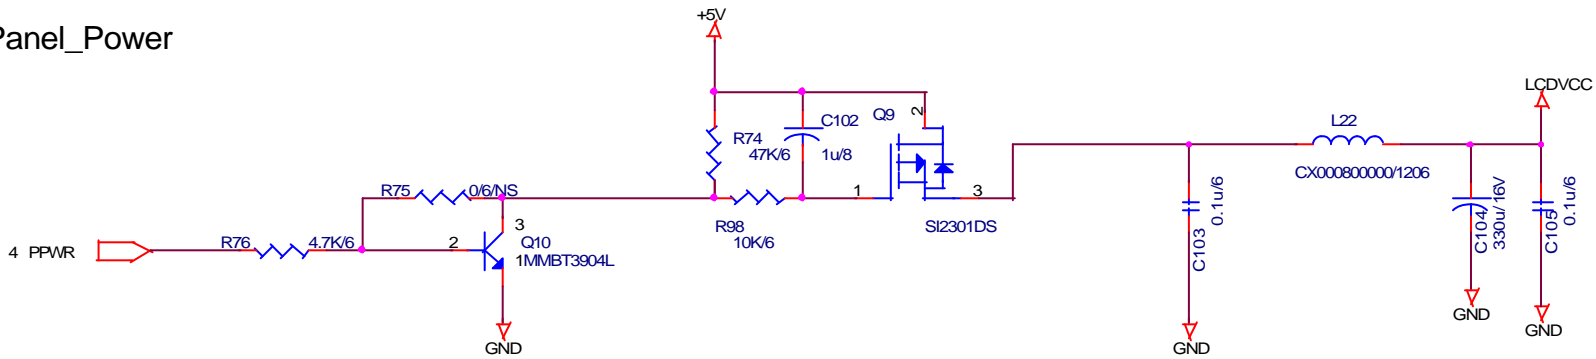 Panel_Power
+5V
LCDVCC
R74
47K/6
C102
1u/8
Q9
2
1
3
SI2301DS
L22
CX000800000/1206
R75
0/6/NS
R98
10K/6
4 PPWR
R76
4.7K/6
2
3
Q10
1
MMBT3904L
GND
C103
0.1u/6
GND
C104
330u/16V
GND
C105
0.1u/6
GND